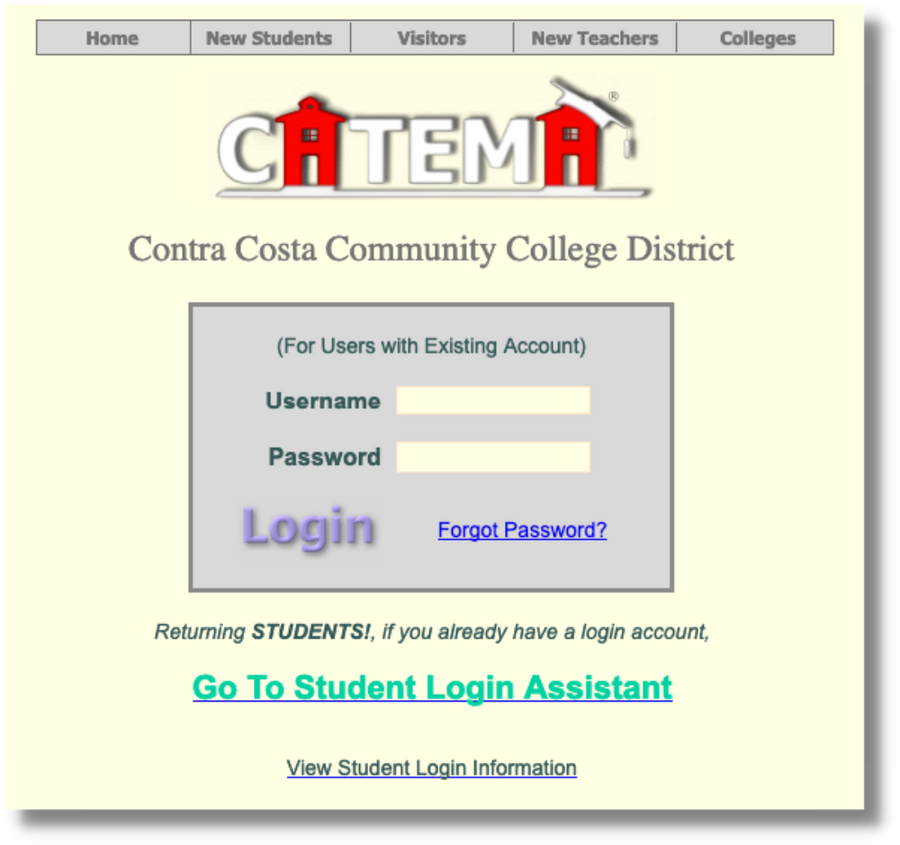 Home New Students Visitors New Teachers Colleges
CATEMA®
Contra Costa Community College District
(For Users with Existing Account)
Username
Password
Login Forgot Password?
Returning STUDENTS!, if you already have a login account,
Go To Student Login Assistant
View Student Login Information